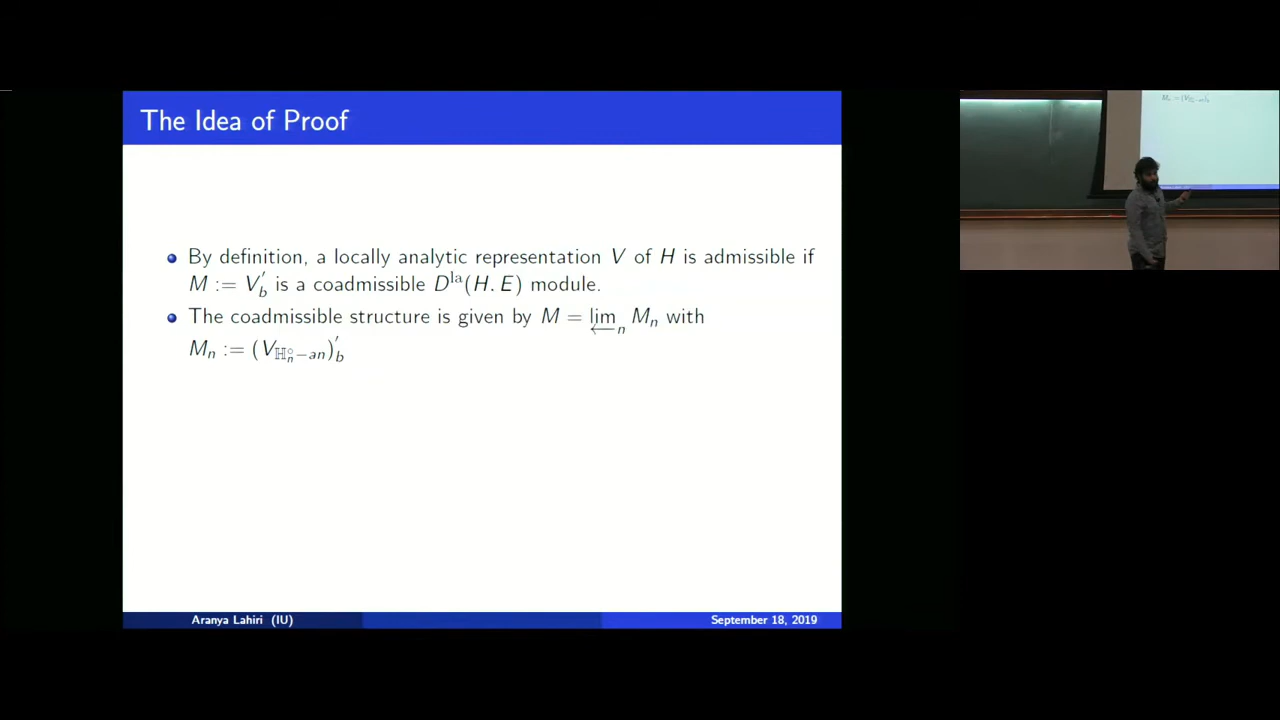 The Idea of Proof
By definition, a locally analytic representation V of H is admissible if
M := V′_b is a coadmissible D^la(H, E) module.
The coadmissible structure is given by M = lim←_n M_n with
M_n := (V_ℍ°_n−an)′_b
Aranya Lahiri (IU)
September 18, 2019